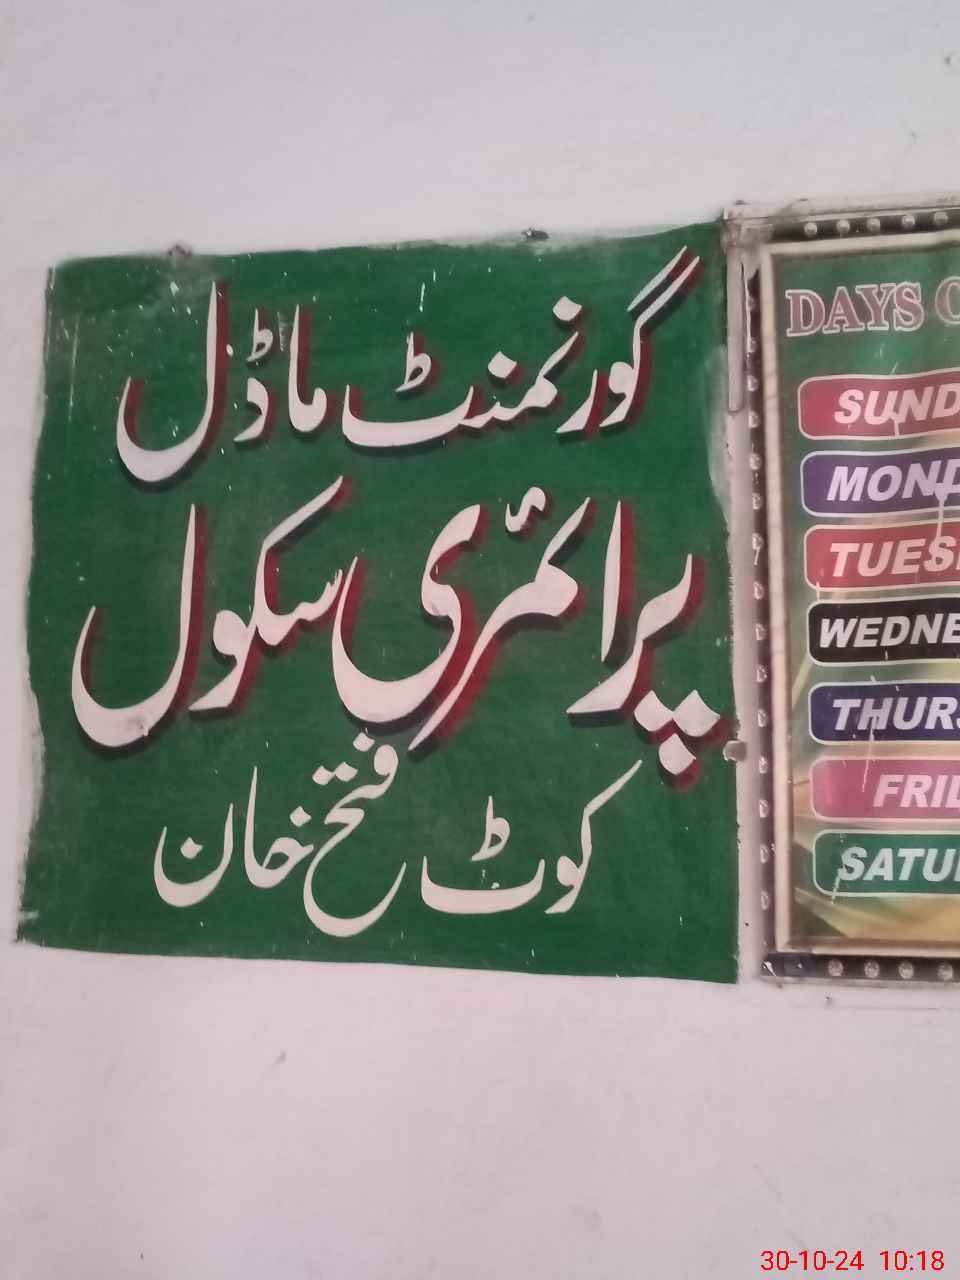 گورنمنٹ ماڈل
پرائمری سکول
کوٹ فتح خان
DAYS
SUND
MOND
TUES
WEDNE
THURS
FRID
SATU
30-10-24 10:18